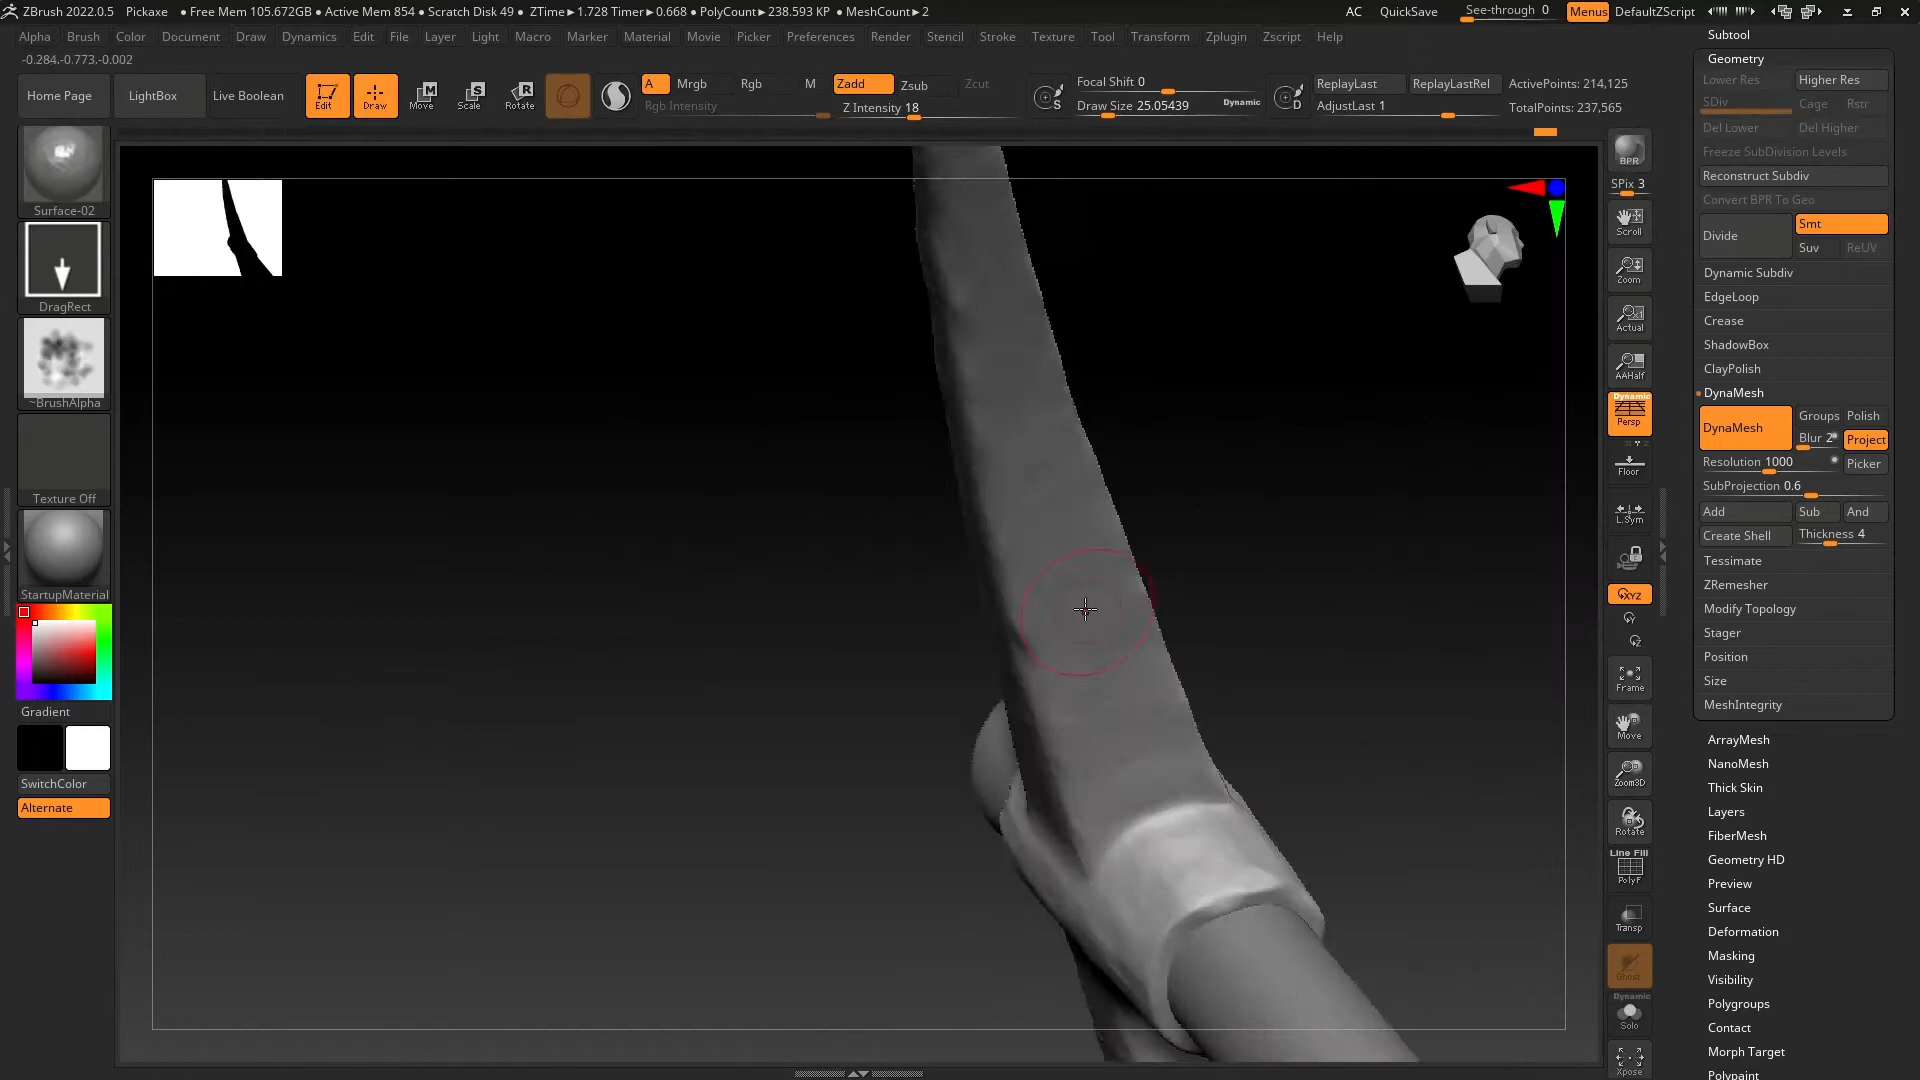 ZBrush 2022.0.5 Pickaxe ● Free Mem 105.672GB ● Active Mem 854 ● Scratch Disk 49 ● ZTime►1.728 Timer►0.668 ● PolyCount►238.593 KP ● MeshCount►2 AC QuickSave See-through 0 Menus DefaultZScript
Alpha Brush Color Document Draw Dynamics Edit File Layer Light Macro Marker Material Movie Picker Preferences Render Stencil Stroke Texture Tool Transform Zplugin Zscript Help
-0.284,-0.773,-0.002
Home Page LightBox Live Boolean Edit Draw Move Scale Rotate A Mrgb Rgb M Zadd Zsub Zcut
Rgb Intensity Z Intensity 18
Focal Shift 0
Draw Size 25.05439 Dynamic
ReplayLast ReplayLastRel ActivePoints: 214,125
AdjustLast 1 TotalPoints: 237,565
Surface-02
DragRect
~BrushAlpha
Texture Off
StartupMaterial
Gradient
SwitchColor
Alternate
BPR
SPix 3
Scroll
Zoom
Actual
AAHalf
Dynamic
Persp
Floor
L.Sym
XYZ
Frame
Move
Zoom3D
Rotate
Line Fill
PolyF
Transp
Ghost
Dynamic
Solo
Xpose
Subtool
Geometry
Lower Res Higher Res
SDiv Cage Rstr
Del Lower Del Higher
Freeze SubDivision Levels
Reconstruct Subdiv
Convert BPR To Geo
Divide Smt
Suv ReUV
Dynamic Subdiv
EdgeLoop
Crease
ShadowBox
ClayPolish
DynaMesh
DynaMesh Groups Polish
Blur 2 Project
Resolution 1000 Picker
SubProjection 0.6
Add Sub And
Create Shell Thickness 4
Tessimate
ZRemesher
Modify Topology
Stager
Position
Size
MeshIntegrity
ArrayMesh
NanoMesh
Thick Skin
Layers
FiberMesh
Geometry HD
Preview
Surface
Deformation
Masking
Visibility
Polygroups
Contact
Morph Target
Polypaint